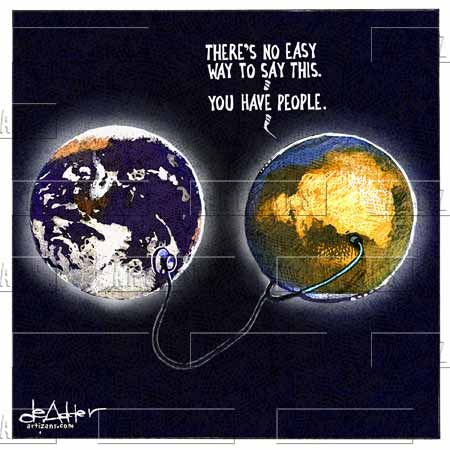 THERE'S NO EASY
WAY TO SAY THIS.
YOU HAVE PEOPLE.
deAdder
artizans.com